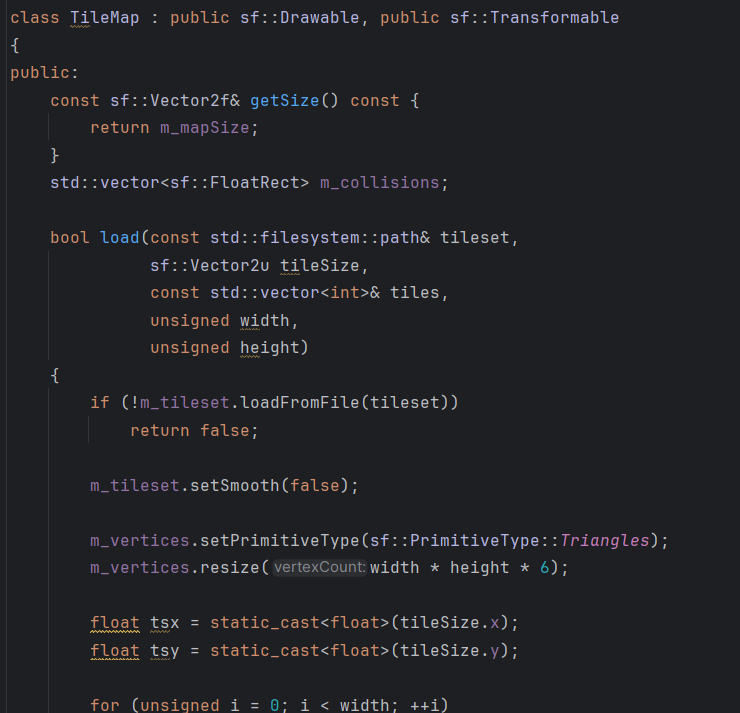 class TileMap : public sf::Drawable, public sf::Transformable
{
public:
    const sf::Vector2f& getSize() const {
        return m_mapSize;
    }
    std::vector<sf::FloatRect> m_collisions;

    bool load(const std::filesystem::path& tileset,
              sf::Vector2u tileSize,
              const std::vector<int>& tiles,
              unsigned width,
              unsigned height)
    {
        if (!m_tileset.loadFromFile(tileset))
            return false;

        m_tileset.setSmooth(false);

        m_vertices.setPrimitiveType(sf::PrimitiveType::Triangles);
        m_vertices.resize( vertexCount: width * height * 6);

        float tsx = static_cast<float>(tileSize.x);
        float tsy = static_cast<float>(tileSize.y);

        for (unsigned i = 0; i < width; ++i)